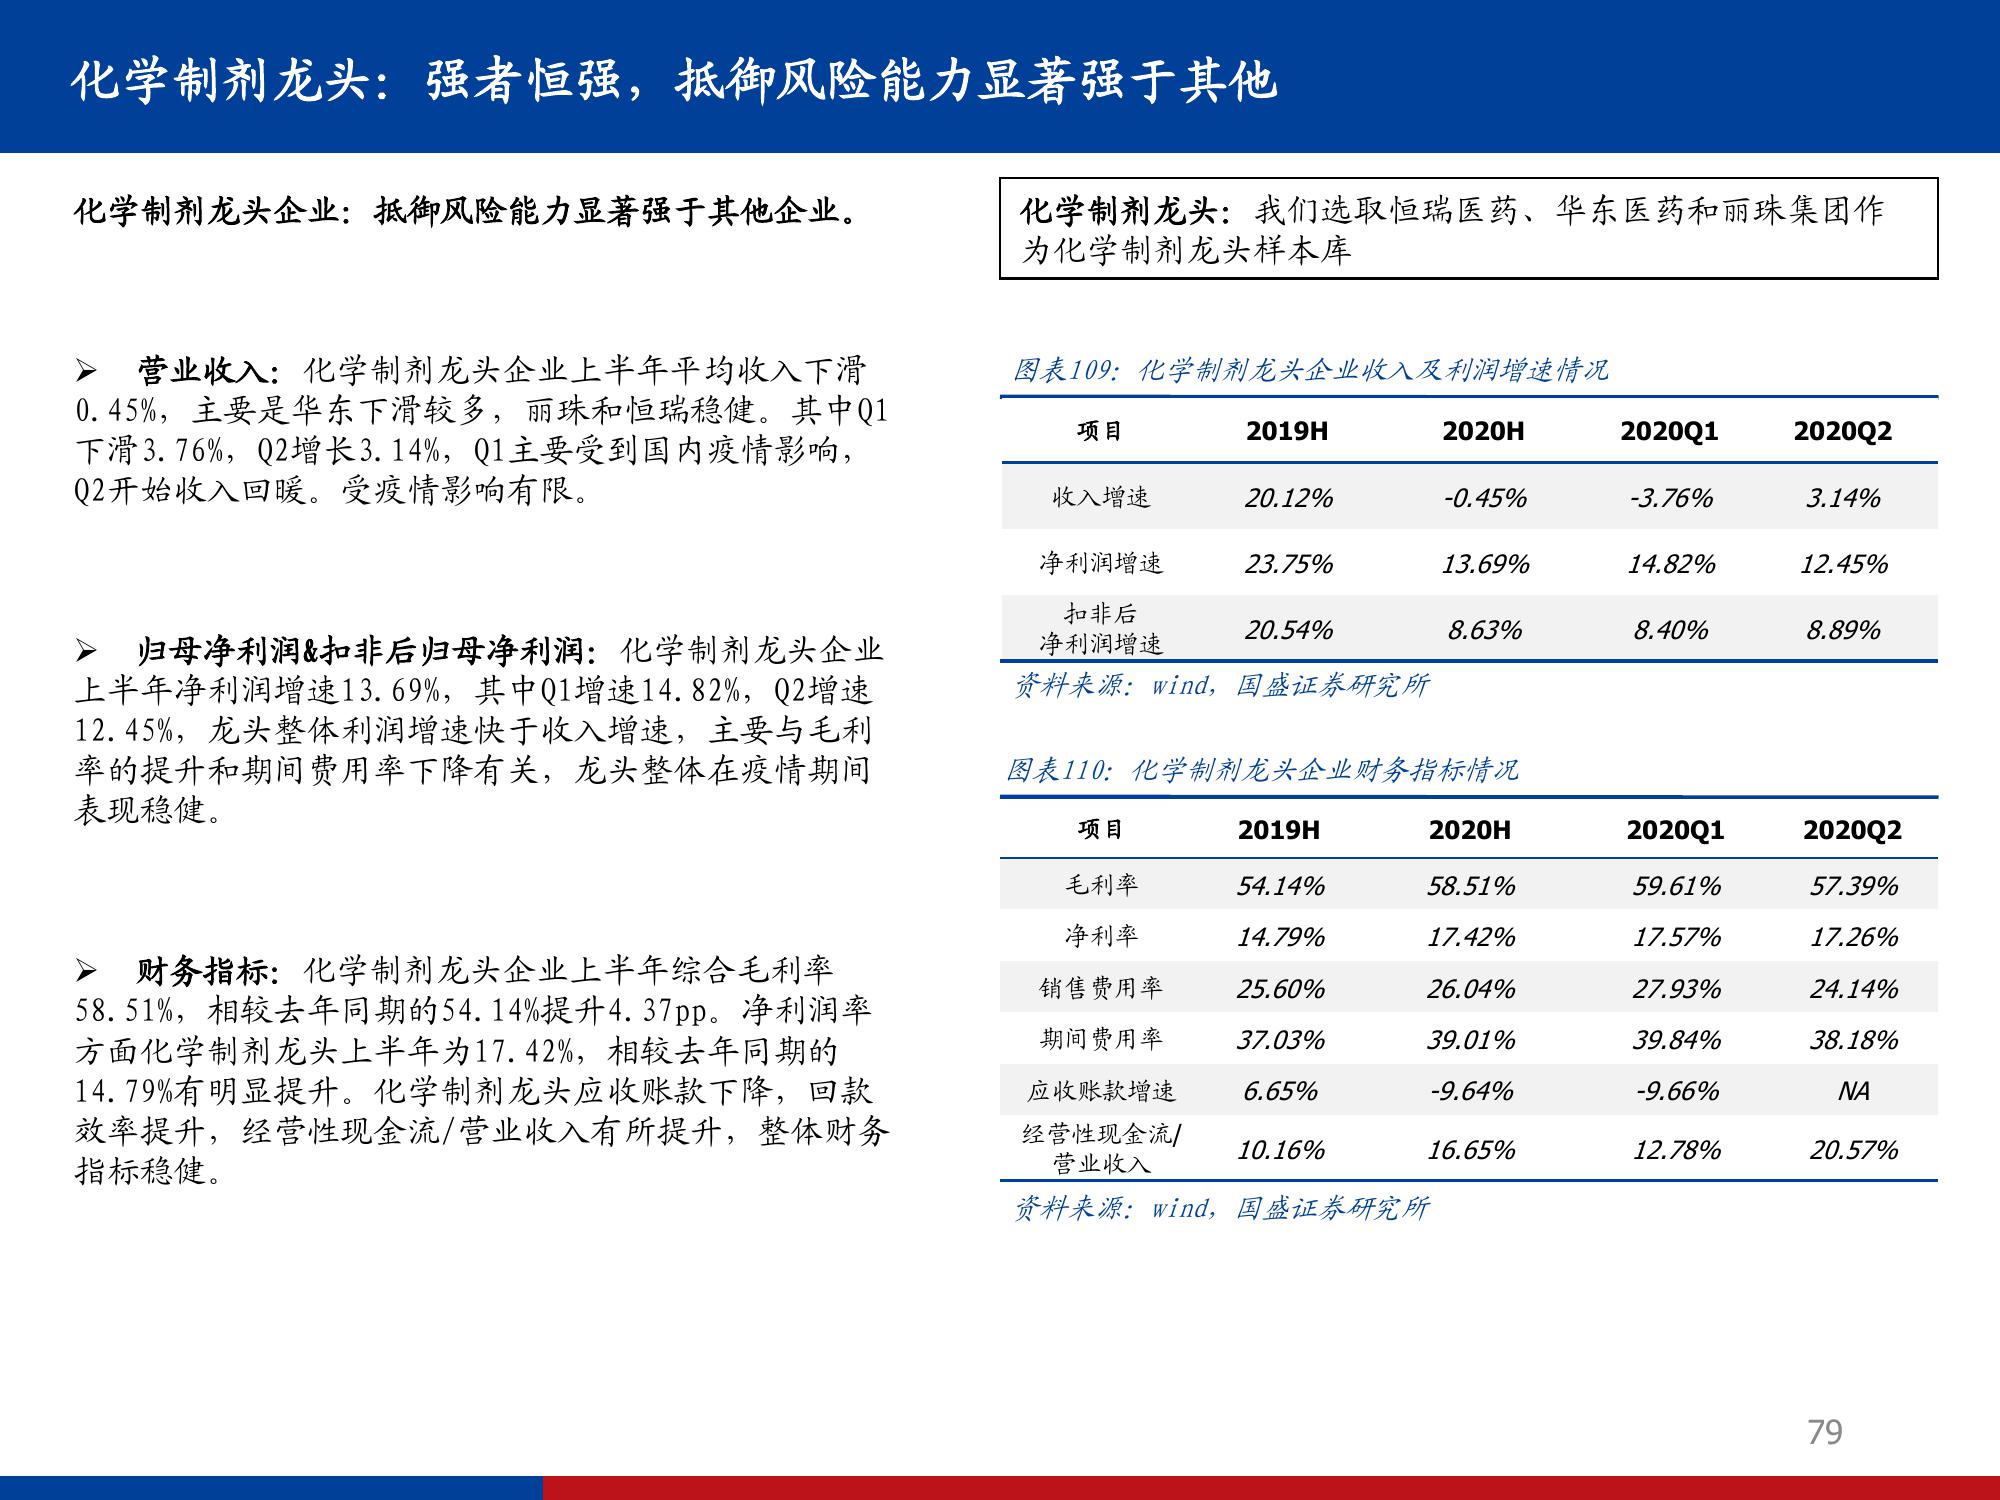 化学制剂龙头：强者恒强，抵御风险能力显著强于其他
化学制剂龙头企业：抵御风险能力显著强于其他企业。
➢ 营业收入：化学制剂龙头企业上半年平均收入下滑
0.45%，主要是华东下滑较多，丽珠和恒瑞稳健。其中Q1
下滑3.76%，Q2增长3.14%，Q1主要受到国内疫情影响，
Q2开始收入回暖。受疫情影响有限。
➢ 归母净利润&扣非后归母净利润：化学制剂龙头企业
上半年净利润增速13.69%，其中Q1增速14.82%，Q2增速
12.45%，龙头整体利润增速快于收入增速，主要与毛利
率的提升和期间费用率下降有关，龙头整体在疫情期间
表现稳健。
➢ 财务指标：化学制剂龙头企业上半年综合毛利率
58.51%，相较去年同期的54.14%提升4.37pp。净利润率
方面化学制剂龙头上半年为17.42%，相较去年同期的
14.79%有明显提升。化学制剂龙头应收账款下降，回款
效率提升，经营性现金流/营业收入有所提升，整体财务
指标稳健。
化学制剂龙头：我们选取恒瑞医药、华东医药和丽珠集团作
为化学制剂龙头样本库
图表109：化学制剂龙头企业收入及利润增速情况
项目 2019H 2020H 2020Q1 2020Q2
收入增速 20.12% -0.45% -3.76% 3.14%
净利润增速 23.75% 13.69% 14.82% 12.45%
扣非后
净利润增速 20.54% 8.63% 8.40% 8.89%
资料来源：wind，国盛证券研究所
图表110：化学制剂龙头企业财务指标情况
项目 2019H 2020H 2020Q1 2020Q2
毛利率 54.14% 58.51% 59.61% 57.39%
净利率 14.79% 17.42% 17.57% 17.26%
销售费用率 25.60% 26.04% 27.93% 24.14%
期间费用率 37.03% 39.01% 39.84% 38.18%
应收账款增速 6.65% -9.64% -9.66% NA
经营性现金流/
营业收入 10.16% 16.65% 12.78% 20.57%
资料来源：wind，国盛证券研究所
79